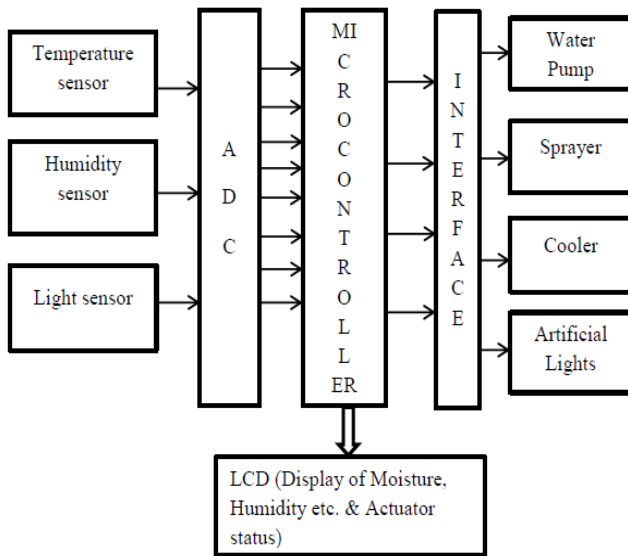 Temperature
sensor
Humidity
sensor
Light sensor
A
D
C
MI
C
R
O
C
O
N
T
R
O
L
L
ER
I
N
T
E
R
F
A
C
E
Water
Pump
Sprayer
Cooler
Artificial
Lights
LCD (Display of Moisture,
Humidity etc. & Actuator
status)